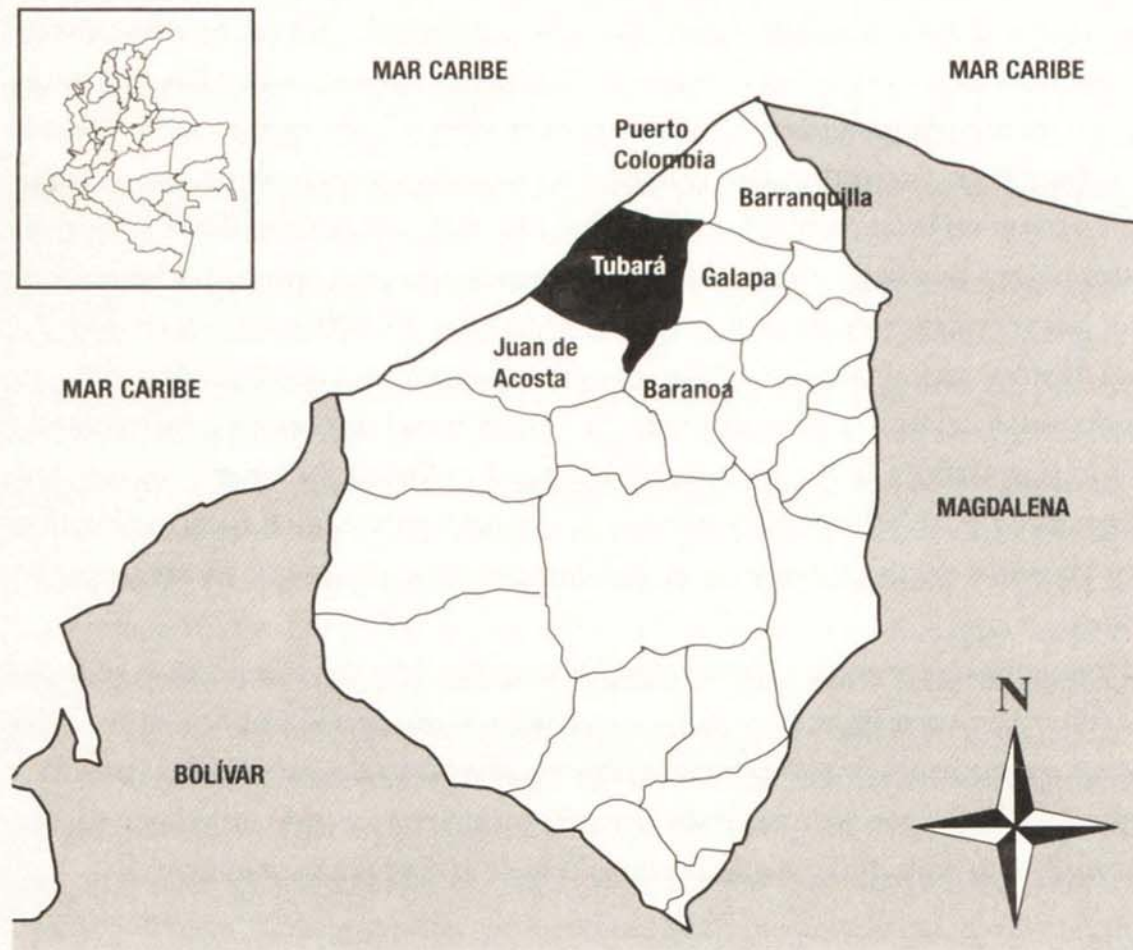 MAR CARIBE
MAR CARIBE
Puerto
Colombia
Barranquilla
Tubará
Galapa
Juan de
Acosta
MAR CARIBE
Baranoa
MAGDALENA
N
BOLÍVAR